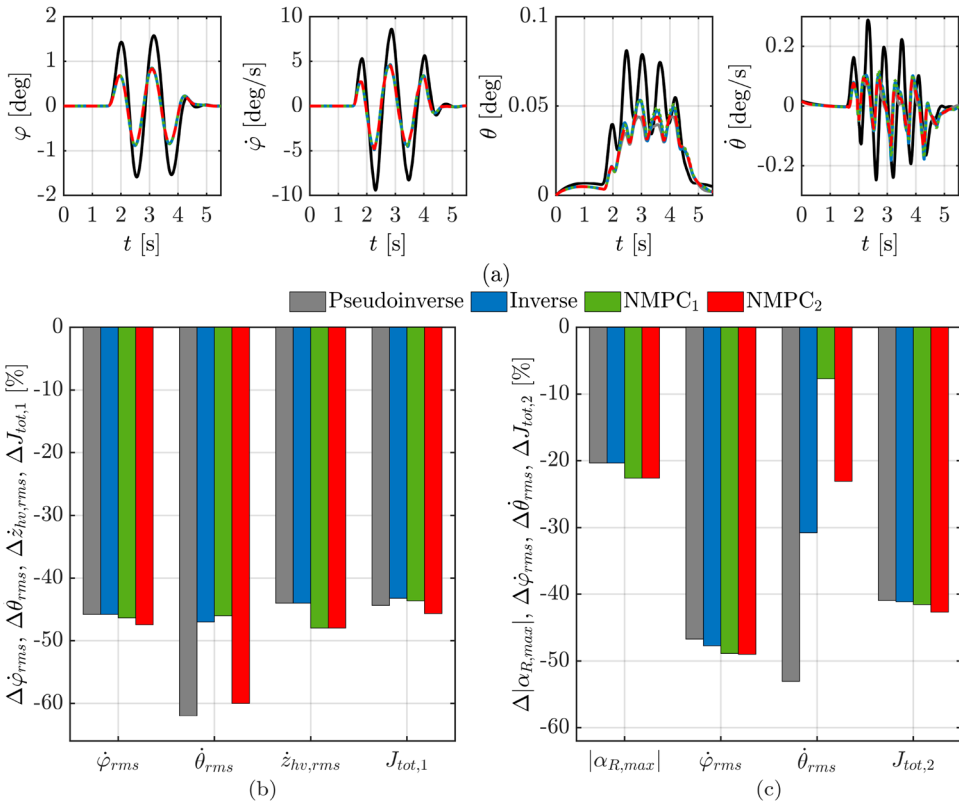 2
1
0
-1
-2
φ [deg]
0 1 2 3 4 5
t [s]
10
5
0
-5
-10
φ̇ [deg/s]
0 1 2 3 4 5
t [s]
0.1
0.05
0
θ [deg]
0 1 2 3 4 5
t [s]
0.2
0
-0.2
θ̇ [deg/s]
0 1 2 3 4 5
t [s]
(a)
Pseudoinverse Inverse NMPC₁ NMPC₂
Δφ̇rms, Δθ̇rms, Δżhv,rms, ΔJtot,1 [%]
0
-10
-20
-30
-40
-50
-60
φ̇rms θ̇rms żhv,rms Jtot,1
(b)
Δ|αR,max|, Δφ̇rms, Δθ̇rms, ΔJtot,2 [%]
0
-10
-20
-30
-40
-50
-60
|αR,max| φ̇rms θ̇rms Jtot,2
(c)